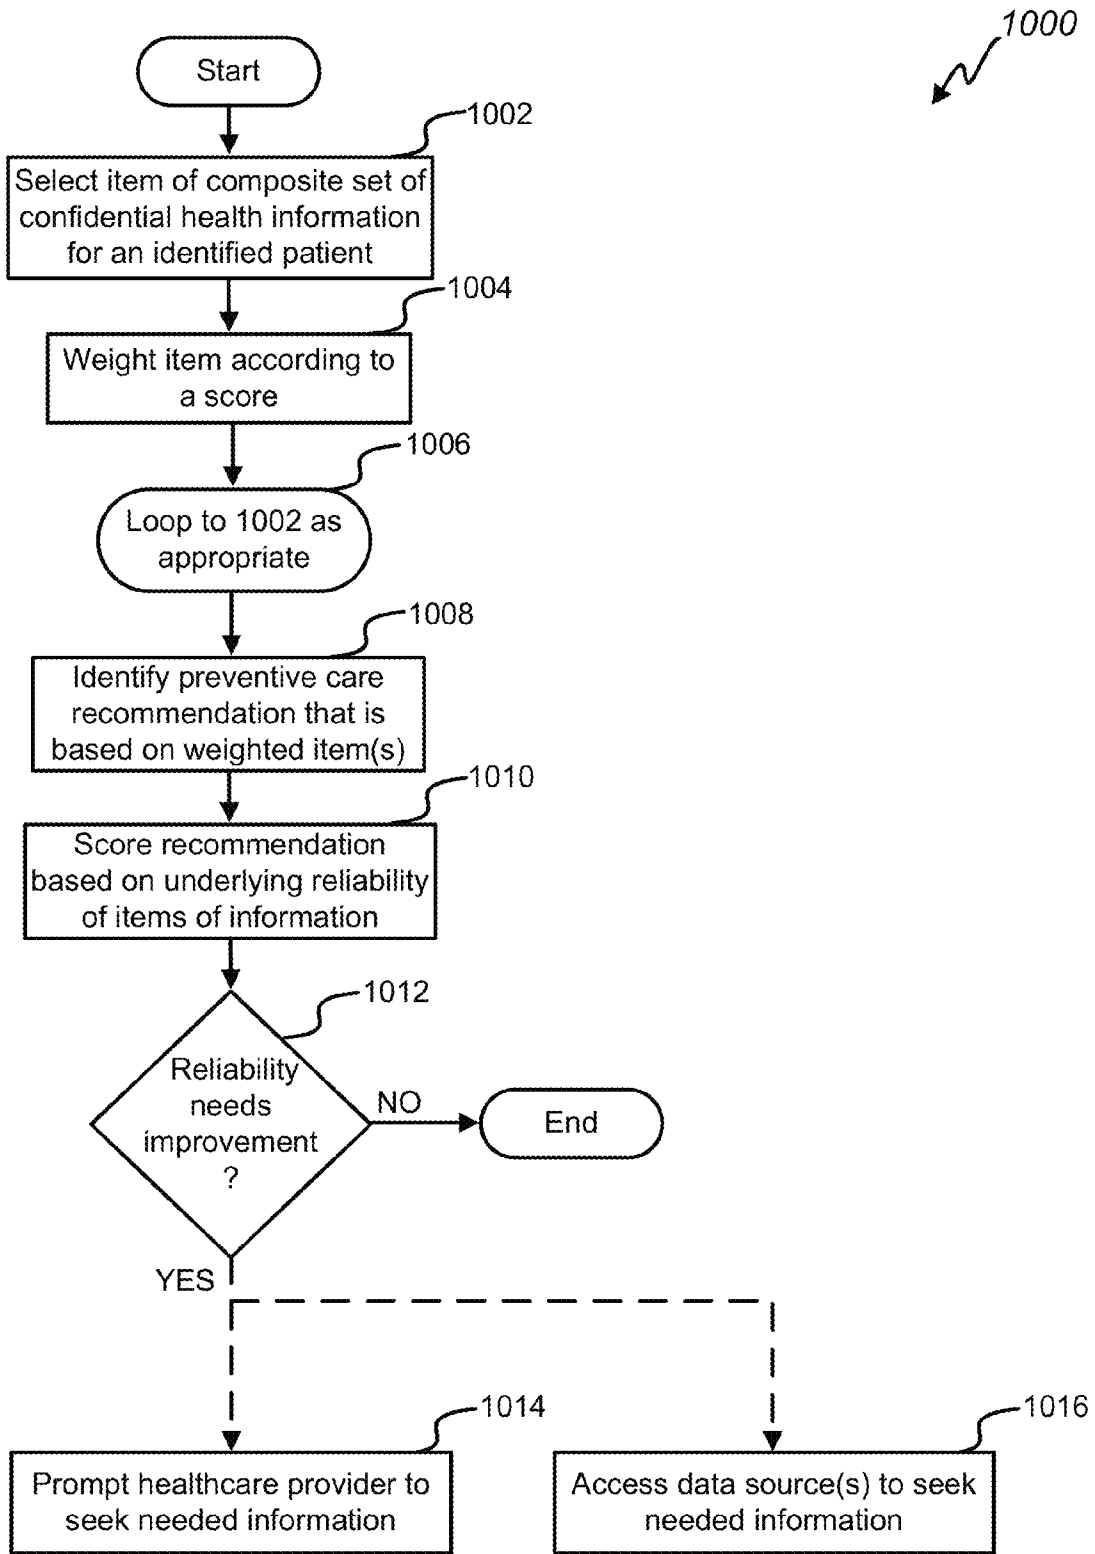 1000
Start
1002
Select item of composite set of
confidential health information
for an identified patient
1004
Weight item according to
a score
1006
Loop to 1002 as
appropriate
1008
Identify preventive care
recommendation that is
based on weighted item(s)
1010
Score recommendation
based on underlying reliability
of items of information
1012
Reliability
needs
improvement
?
NO
End
YES
1014
Prompt healthcare provider to
seek needed information
1016
Access data source(s) to seek
needed information